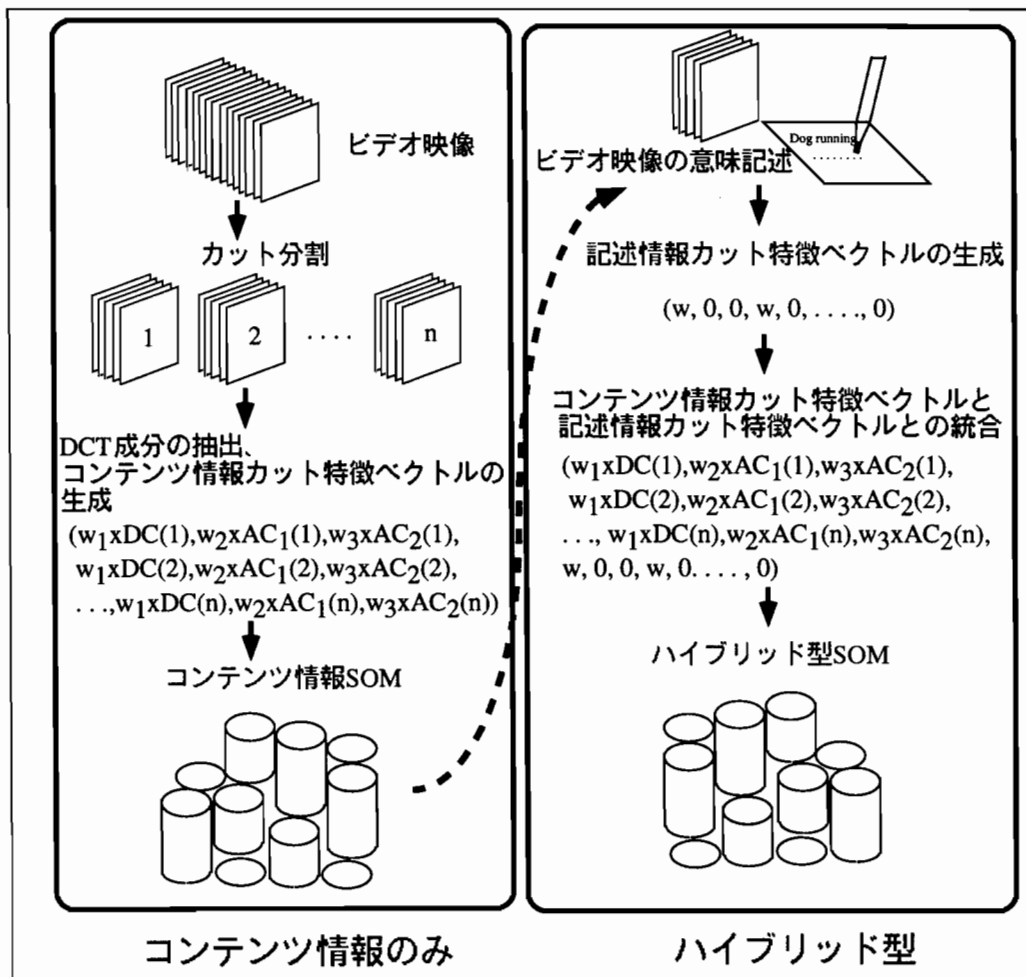 ビデオ映像
カット分割
1
2
. . . .
n
DCT成分の抽出、
コンテンツ情報カット特徴ベクトルの
生成
(w1xDC(1),w2xAC1(1),w3xAC2(1),
w1xDC(2),w2xAC1(2),w3xAC2(2),
. . .,w1xDC(n),w2xAC1(n),w3xAC2(n))
コンテンツ情報SOM
コンテンツ情報のみ
Dog running
. . . . . . . .
ビデオ映像の意味記述
記述情報カット特徴ベクトルの生成
(w, 0, 0, w, 0, . . . ., 0)
コンテンツ情報カット特徴ベクトルと
記述情報カット特徴ベクトルとの統合
(w1xDC(1),w2xAC1(1),w3xAC2(1),
w1xDC(2),w2xAC1(2),w3xAC2(2),
. . ., w1xDC(n),w2xAC1(n),w3xAC2(n),
w, 0, 0, w, 0. . . ., 0)
ハイブリッド型SOM
ハイブリッド型